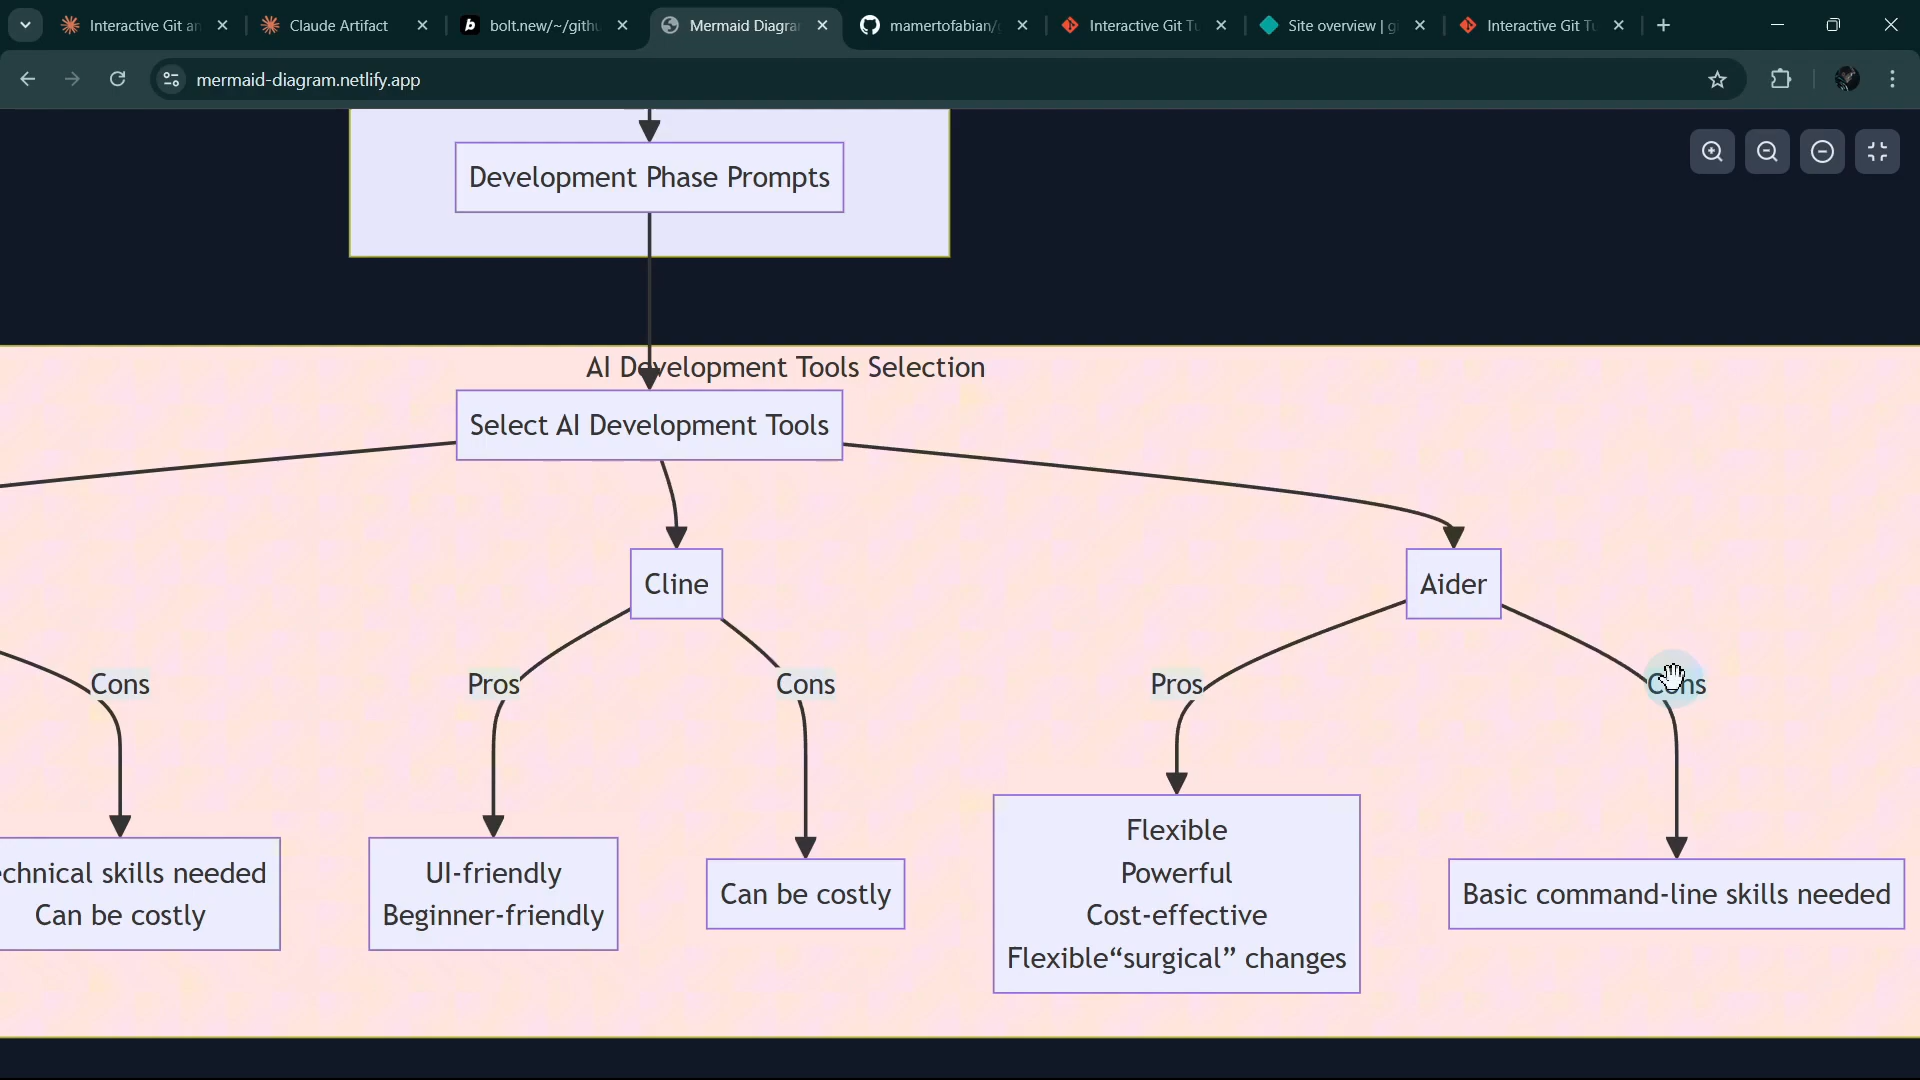 Interactive Git an
Claude Artifact
bolt.new/~/githu
Mermaid Diagra
mamertofabian/
Interactive Git Tu
Site overview | g
Interactive Git Tu
mermaid-diagram.netlify.app
Development Phase Prompts
AI Development Tools Selection
Select AI Development Tools
Cline
Aider
Cons
Pros
Cons
Pros
Cons
echnical skills needed
Can be costly
UI-friendly
Beginner-friendly
Can be costly
Flexible
Powerful
Cost-effective
Flexible“surgical” changes
Basic command-line skills needed